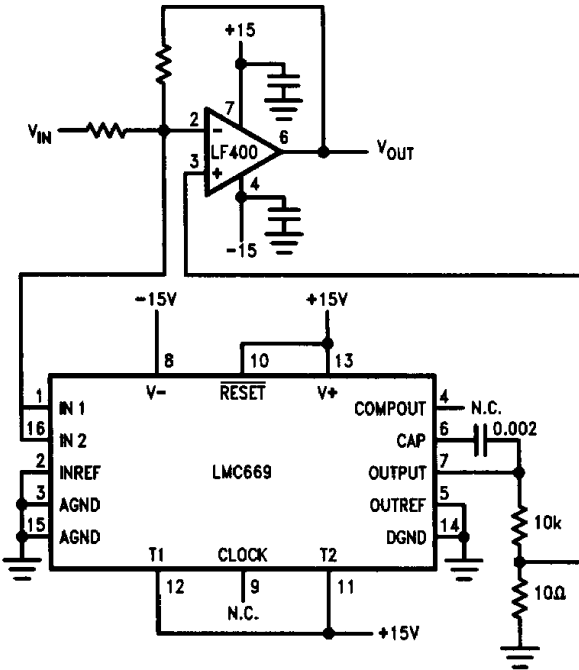 +15
7
2
-
6
VIN
LF400
VOUT
3
+
4
-15
-15V
+15V
8
10
13
1
V-
RESET
V+
4
IN 1
COMPOUT
N.C.
16
6
0.002
IN 2
CAP
2
7
INREF
LMC669
OUTPUT
3
5
AGND
OUTREF
10k
15
14
AGND
DGND
T1
CLOCK
T2
12
9
11
10Ω
N.C.
+15V